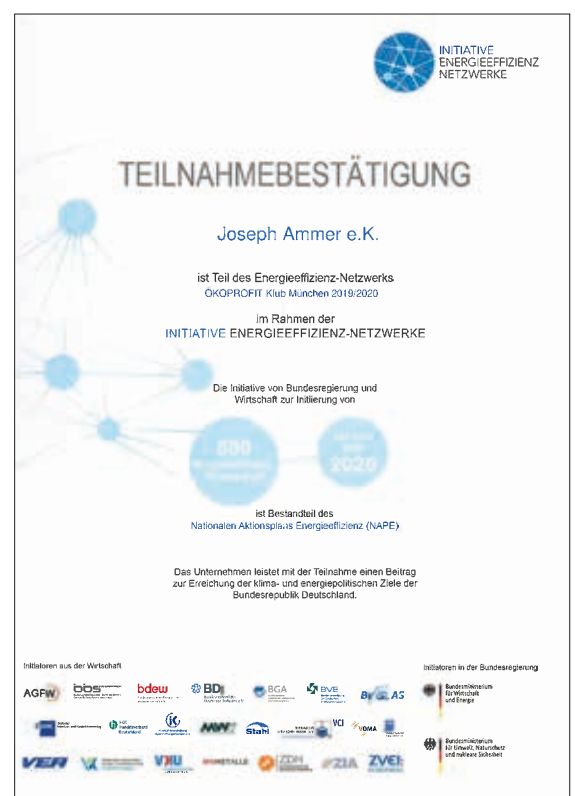 INITIATIVE
ENERGIEEFFIZIENZ
NETZWERKE
TEILNAHMEBESTÄTIGUNG
Joseph Ammer e.K.
ist Teil des Energieeffizienz-Netzwerks
ÖKOPROFIT Klub München 2019/2020
im Rahmen der
INITIATIVE ENERGIEEFFIZIENZ-NETZWERKE
Die Initiative von Bundesregierung und
Wirtschaft zur Initiierung von
500
2020
ist Bestandteil des
Nationalen Aktionsplans Energieeffizienz (NAPE).
Das Unternehmen leistet mit der Teilnahme einen Beitrag
zur Erreichung der klima- und energiepolitischen Ziele der
Bundesrepublik Deutschland.
Initiatoren aus der Wirtschaft
Initiatoren in der Bundesregierung
AGFW bbs bdew BDI BGA BVE
Bundesministerium
für Wirtschaft
und Energie
Handelsverband
Deutschland
Stahl VCI VDMA
Bundesministerium
für Umwelt, Naturschutz
und nukleare Sicherheit
VEA VKU METALLE ZDH ZIA ZVEI: